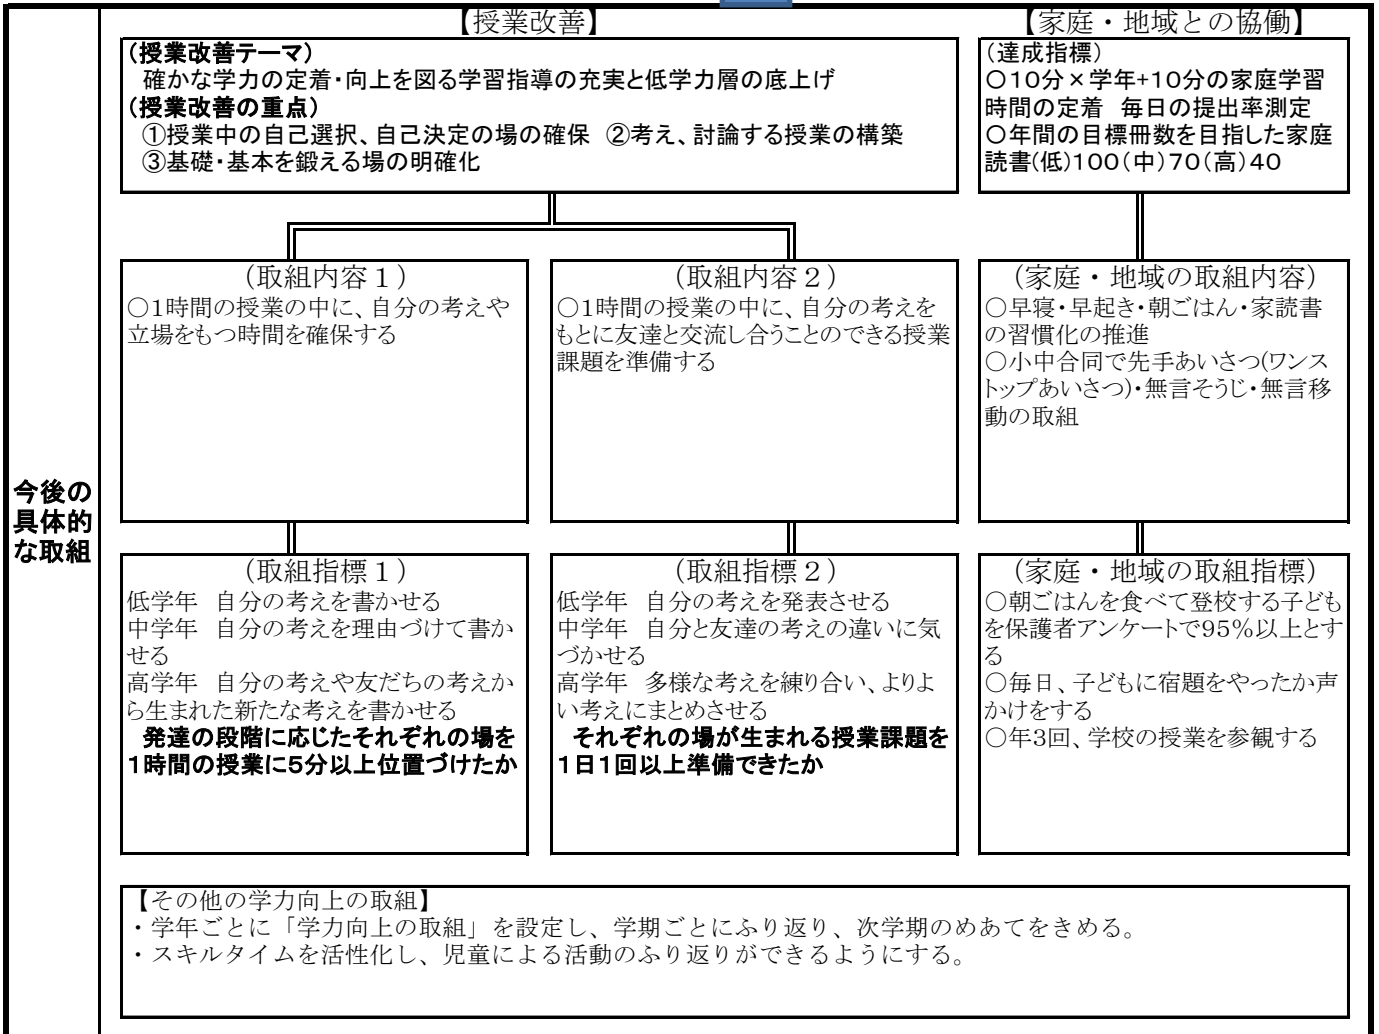 今後の
具体的
な取組
【授業改善】
(授業改善テーマ)
確かな学力の定着・向上を図る学習指導の充実と低学力層の底上げ
(授業改善の重点)
①授業中の自己選択、自己決定の場の確保　②考え、討論する授業の構築
③基礎・基本を鍛える場の明確化
【家庭・地域との協働】
(達成指標)
○10分×学年+10分の家庭学習
時間の定着　毎日の提出率測定
○年間の目標冊数を目指した家庭
読書(低)100(中)70(高)40
(取組内容１)
○1時間の授業の中に、自分の考えや
立場をもつ時間を確保する
(取組内容２)
○1時間の授業の中に、自分の考えを
もとに友達と交流し合うことのできる授業
課題を準備する
(家庭・地域の取組内容)
○早寝・早起き・朝ごはん・家読書
の習慣化の推進
○小中合同で先手あいさつ(ワンス
トップあいさつ)・無言そうじ・無言移
動の取組
(取組指標１)
低学年　自分の考えを書かせる
中学年　自分の考えを理由づけて書か
せる
高学年　自分の考えや友だちの考えか
ら生まれた新たな考えを書かせる
発達の段階に応じたそれぞれの場を
1時間の授業に5分以上位置づけたか
(取組指標２)
低学年　自分の考えを発表させる
中学年　自分と友達の考えの違いに気
づかせる
高学年　多様な考えを練り合い、よりよ
い考えにまとめさせる
それぞれの場が生まれる授業課題を
1日1回以上準備できたか
(家庭・地域の取組指標)
○朝ごはんを食べて登校する子ども
を保護者アンケートで95%以上とす
る
○毎日、子どもに宿題をやったか声
かけをする
○年3回、学校の授業を参観する
【その他の学力向上の取組】
・学年ごとに「学力向上の取組」を設定し、学期ごとにふり返り、次学期のめあてをきめる。
・スキルタイムを活性化し、児童による活動のふり返りができるようにする。